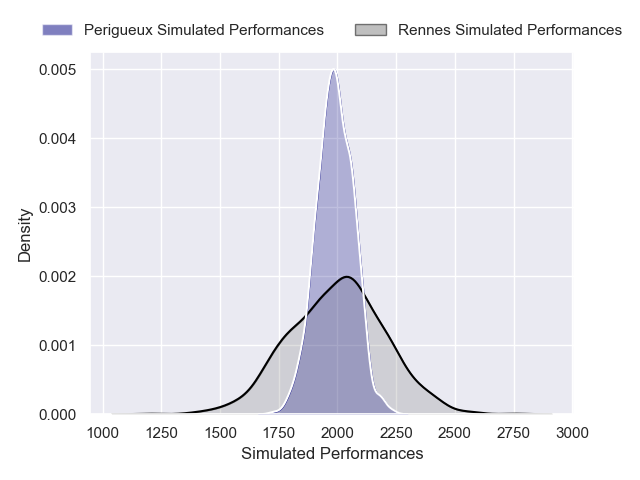 Perigueux Simulated Performances
Rennes Simulated Performances
0.005
0.004
0.003
0.002
0.001
0.000
Density
1000 1250 1500 1750 2000 2250 2500 2750 3000
Simulated Performances